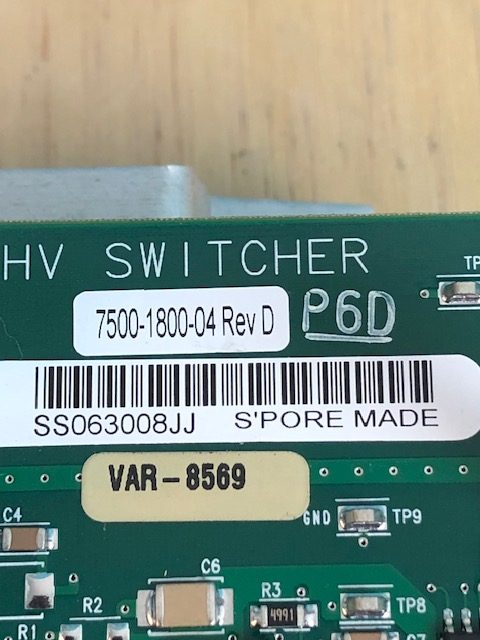 HV SWITCHER
TP
7500-1800-04 Rev D
P6D
SS063008JJ S'PORE MADE
VAR-8569
C4
GND TP9
C6
R3
4991
TP8
R2
R1
C7